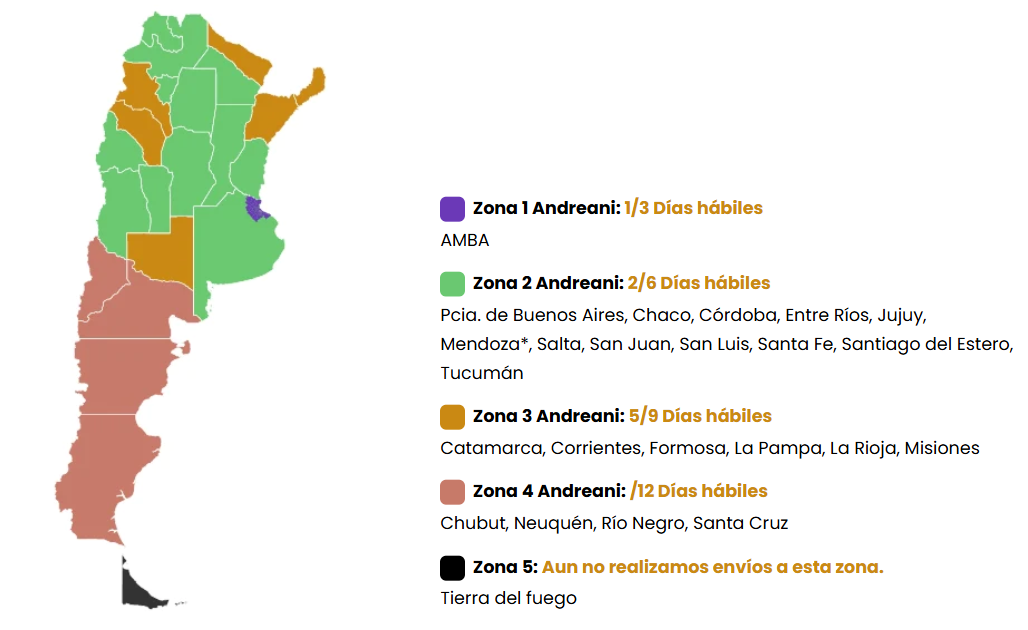 Zona 1 Andreani: 1/3 Días hábiles
AMBA
Zona 2 Andreani: 2/6 Días hábiles
Pcia. de Buenos Aires, Chaco, Córdoba, Entre Ríos, Jujuy,
Mendoza*, Salta, San Juan, San Luis, Santa Fe, Santiago del Estero,
Tucumán
Zona 3 Andreani: 5/9 Días hábiles
Catamarca, Corrientes, Formosa, La Pampa, La Rioja, Misiones
Zona 4 Andreani: /12 Días hábiles
Chubut, Neuquén, Río Negro, Santa Cruz
Zona 5: Aun no realizamos envíos a esta zona.
Tierra del fuego